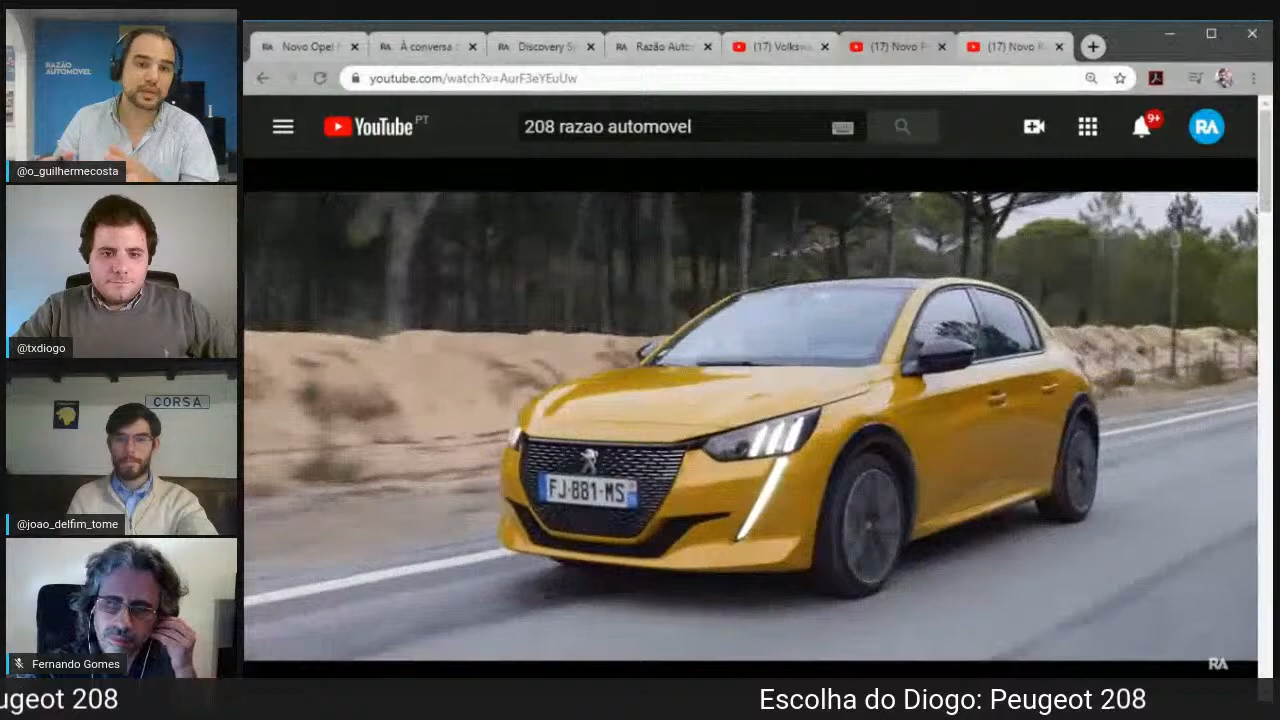 RAZÃO
AUTOMÓVEL
@o_guilhermecosta
@txdiogo
CORSA
@joao_delfim_tome
Fernando Gomes
Novo Opel
À conversa
Discovery S
Razão Auto
(17) Volksw
(17) Novo P
(17) Novo R
youtube.com/watch?v=AurF3eYEuUw
YouTube PT
208 razao automovel
9+
RA
FJ-881-MS
RA
ugeot 208
Escolha do Diogo: Peugeot 208